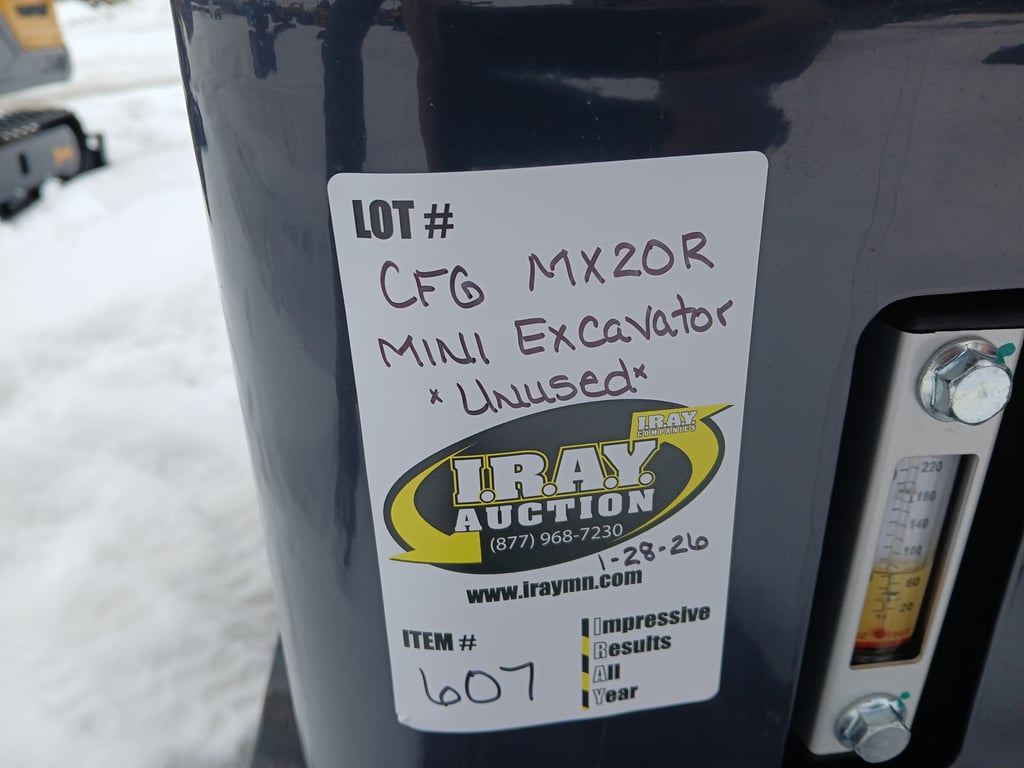 LOT #
CFG MX20R
MINI Excavator
*Unused*
I.R.A.Y.
COMPANIES
I.R.A.Y.
AUCTION
(877) 968-7230
1-28-26
www.iraymn.com
ITEM #
607
Impressive
Results
All
Year
220
180
140
100
60
20